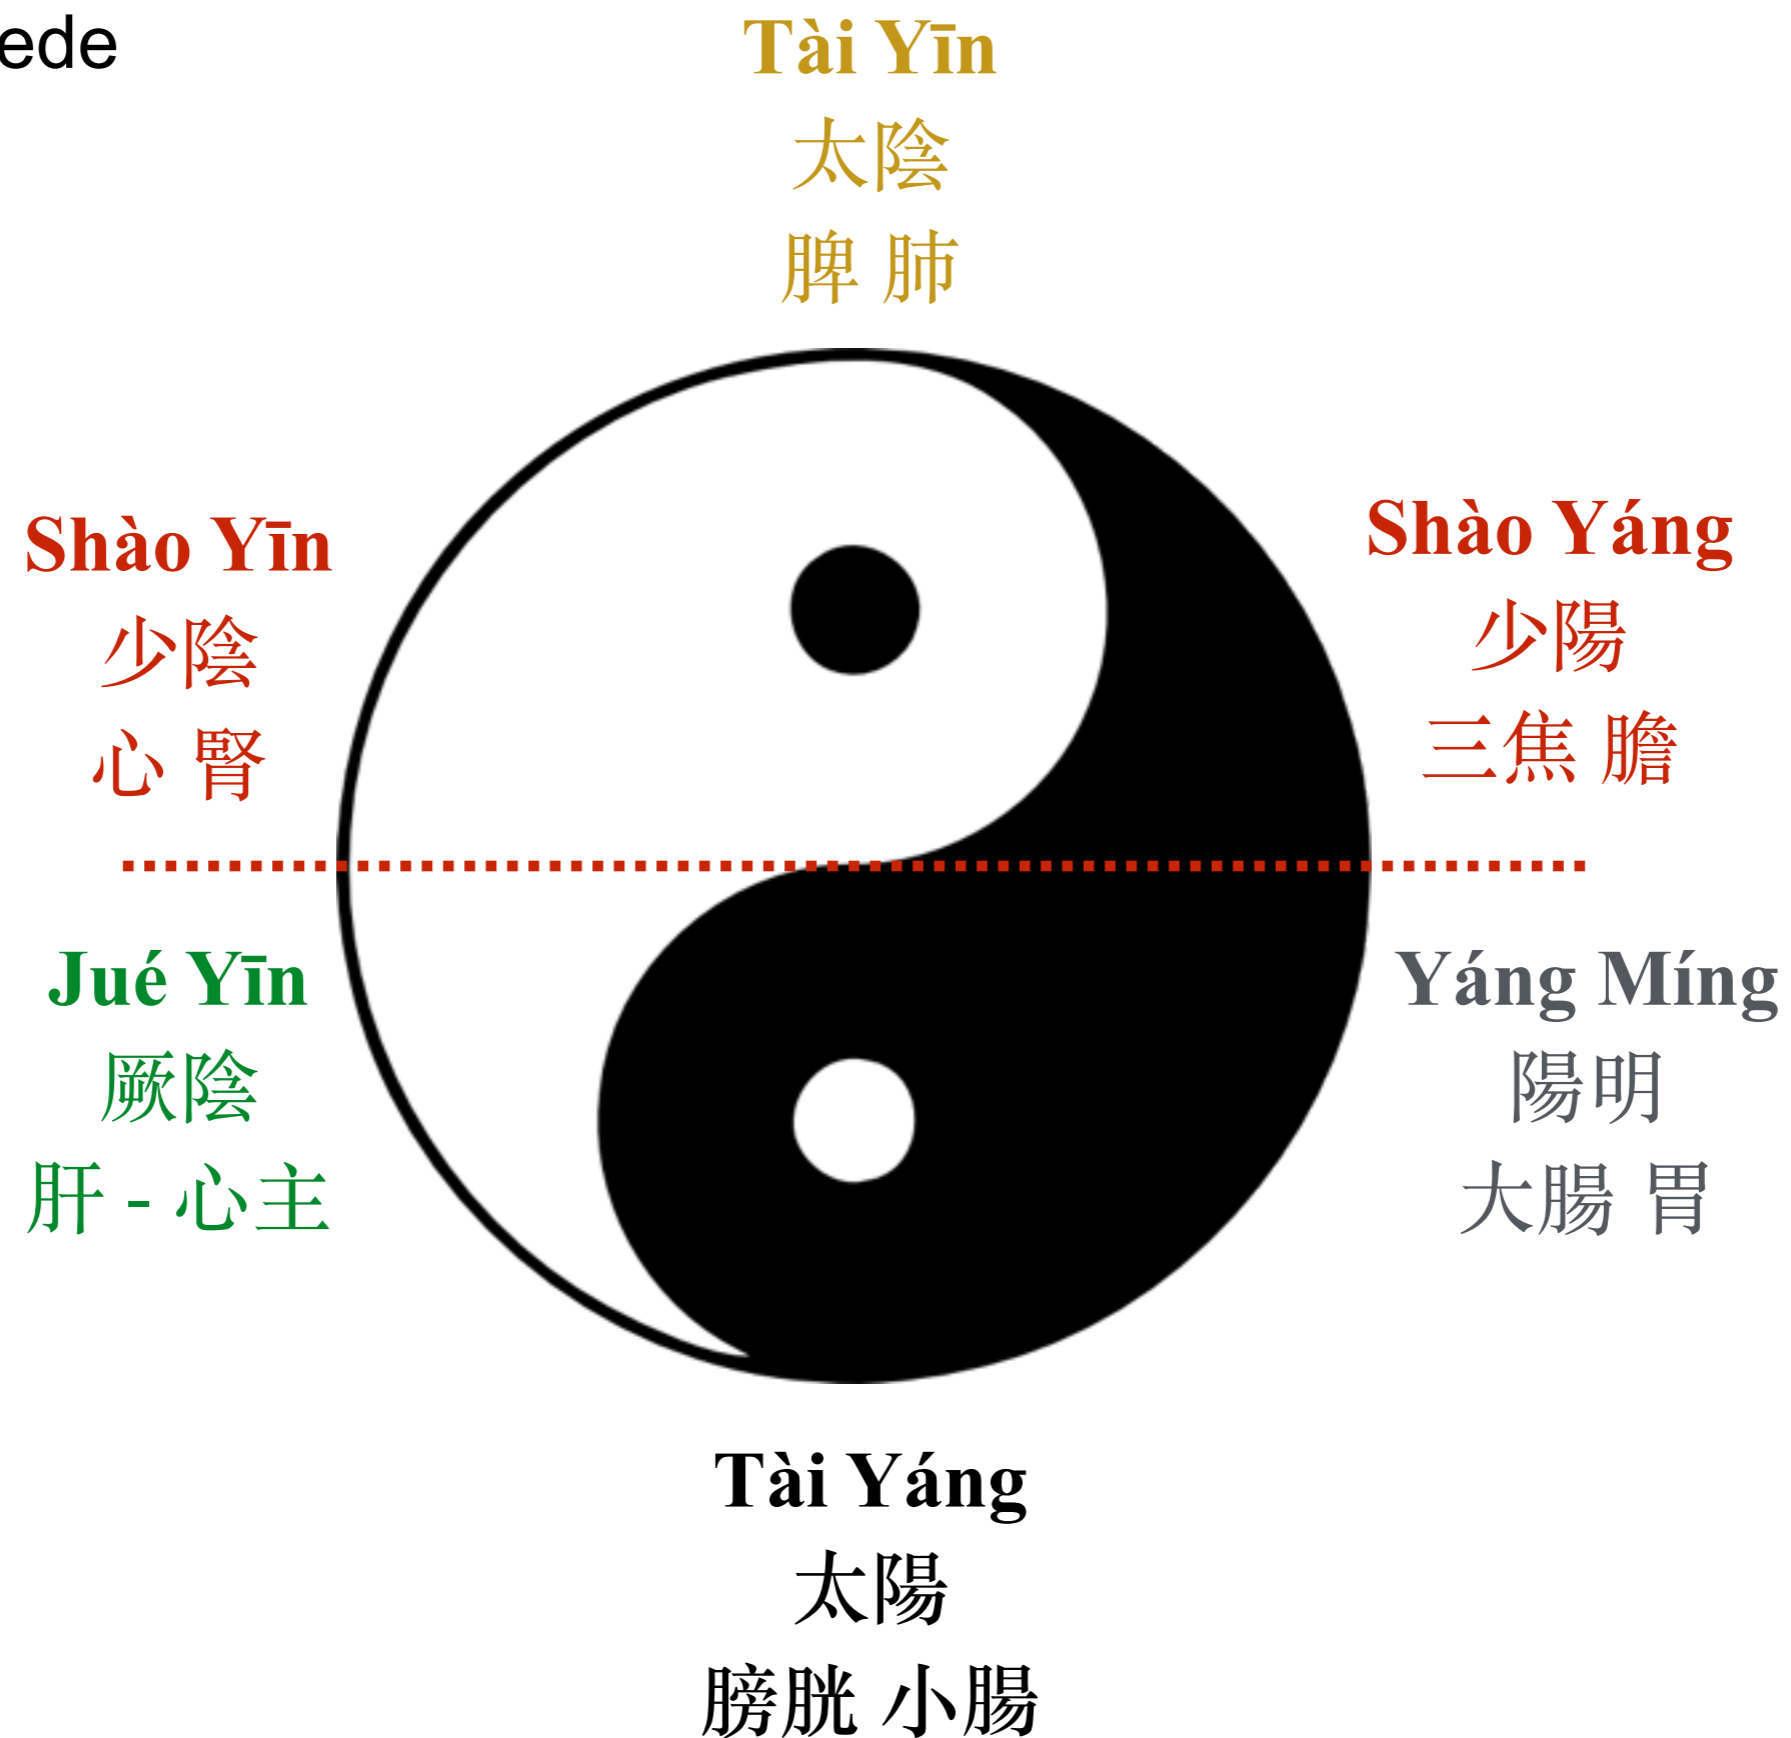 ede
Tài Yīn
太陰
脾 肺
Shào Yīn
少陰
心 腎
Shào Yáng
少陽
三焦 膽
Jué Yīn
厥陰
肝 - 心主
Yáng Míng
陽明
大腸 胃
Tài Yáng
太陽
膀胱 小腸